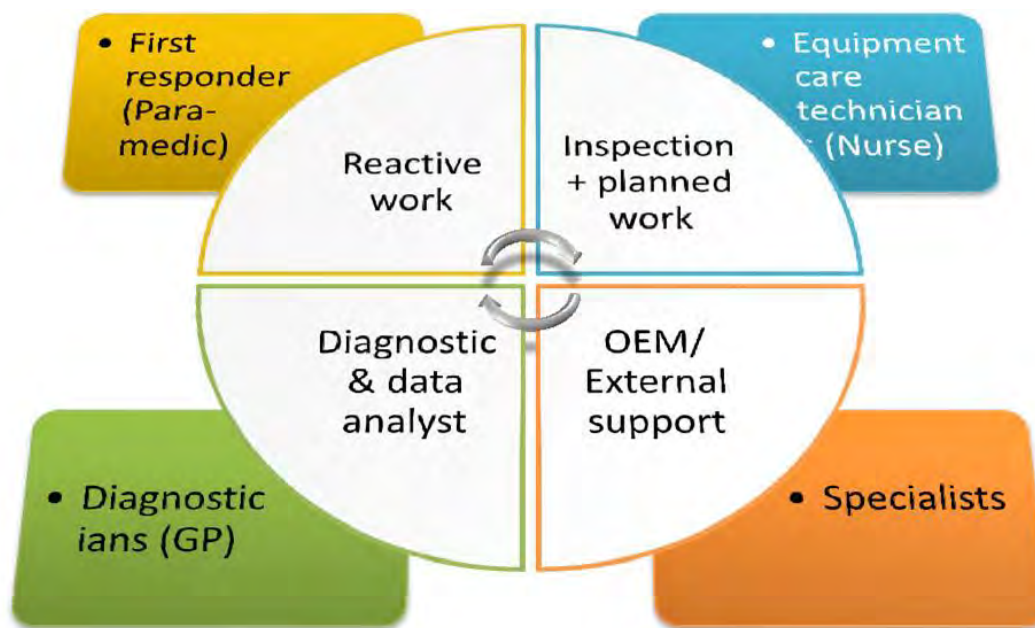 • First
responder
(Para-
medic)
Reactive
work
Inspection
+ planned
work
• Equipment
care
technician
s (Nurse)
Diagnostic
& data
analyst
OEM/
External
support
• Diagnostic
ians (GP)
• Specialists